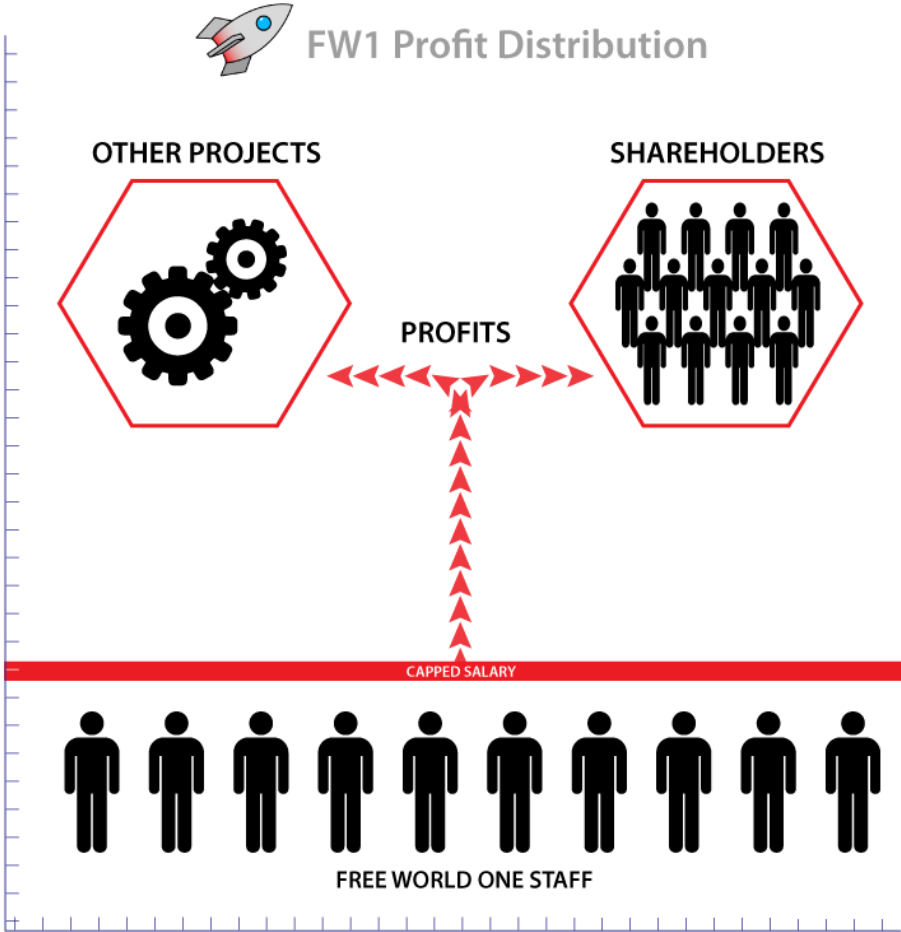 FW1 Profit Distribution
OTHER PROJECTS
SHAREHOLDERS
PROFITS
CAPPED SALARY
FREE WORLD ONE STAFF